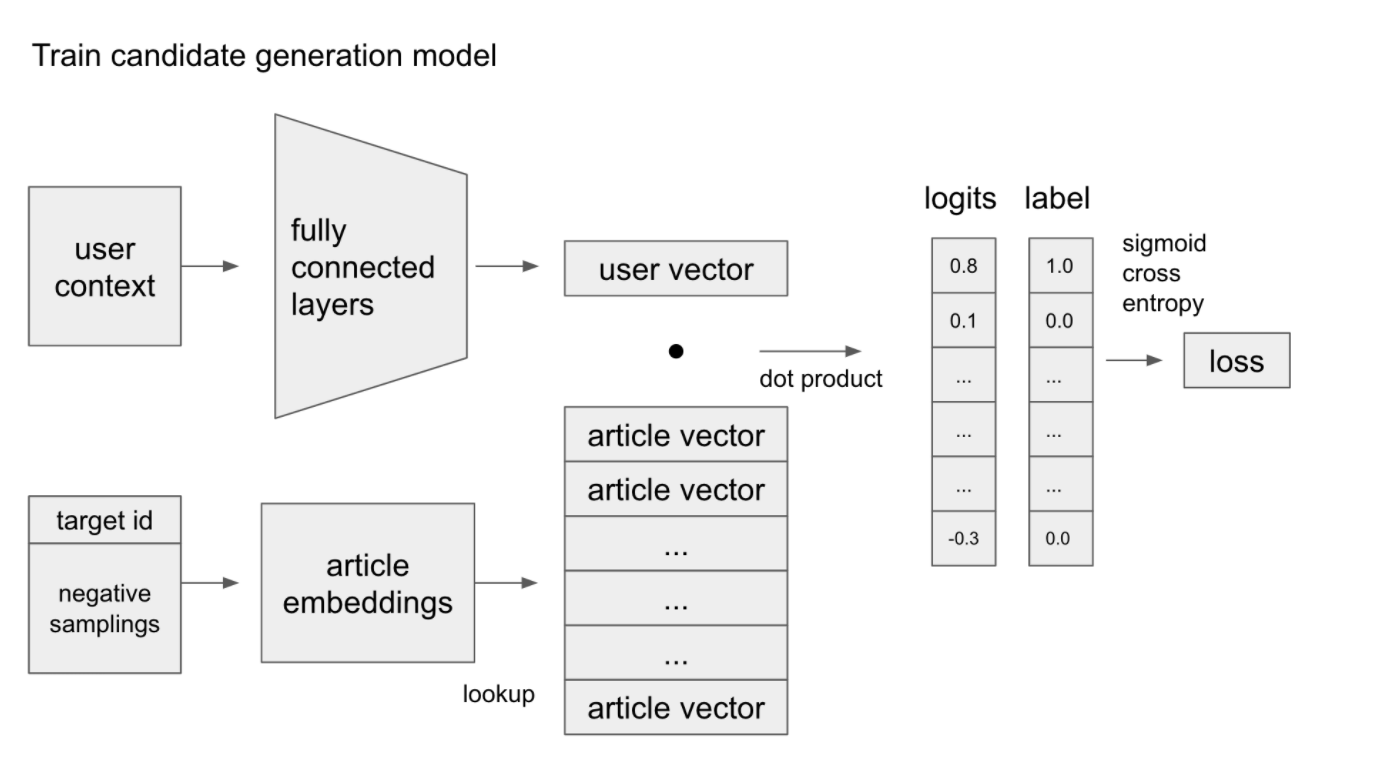 Train candidate generation model
user
context
fully
connected
layers
user vector
dot product
target id
negative
samplings
article
embeddings
lookup
article vector
article vector
...
...
...
article vector
logits
label
0.8
1.0
0.1
0.0
...
...
...
...
...
...
-0.3
0.0
sigmoid
cross
entropy
loss